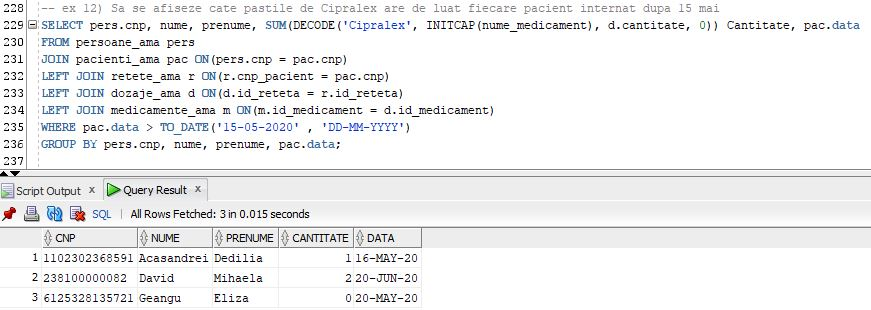 228 -- ex 12) Sa se afiseze cate pastile de Cipralex are de luat fiecare pacient internat dupa 15 mai
229 SELECT pers.cnp, nume, prenume, SUM(DECODE('Cipralex', INITCAP(nume_medicament), d.cantitate, 0)) Cantitate, pac.data
230 FROM persoane_ama pers
231 JOIN pacienti_ama pac ON(pers.cnp = pac.cnp)
232 LEFT JOIN retete_ama r ON(r.cnp_pacient = pac.cnp)
233 LEFT JOIN dozaje_ama d ON(d.id_reteta = r.id_reteta)
234 LEFT JOIN medicamente_ama m ON(m.id_medicament = d.id_medicament)
235 WHERE pac.data > TO_DATE('15-05-2020' , 'DD-MM-YYYY')
236 GROUP BY pers.cnp, nume, prenume, pac.data;
237
Script Output x Query Result x
SQL | All Rows Fetched: 3 in 0.015 seconds
CNP NUME PRENUME CANTITATE DATA
1 1102302368591 Acasandrei Dedilia 1 16-MAY-20
2 238100000082 David Mihaela 2 20-JUN-20
3 6125328135721 Geangu Eliza 0 20-MAY-20